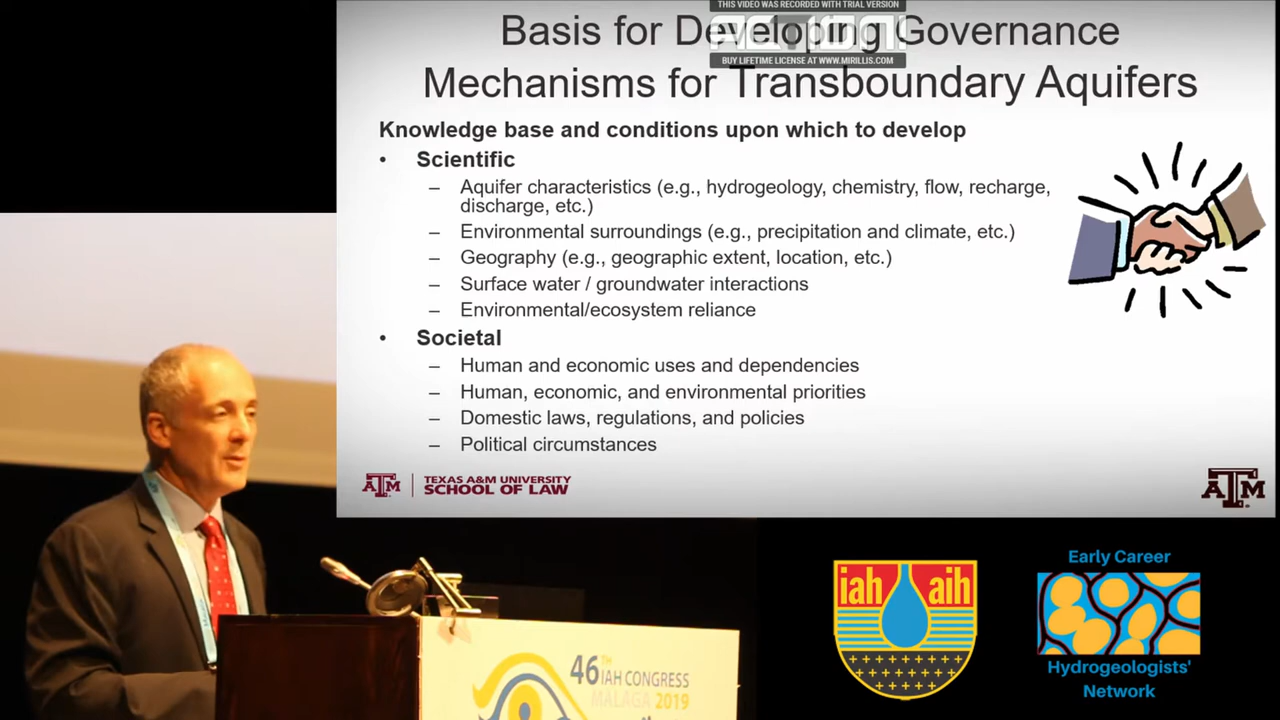 THIS VIDEO WAS RECORDED WITH TRIAL VERSION
ACTION!
BUY LIFETIME LICENSE AT WWW.MIRILLIS.COM
Basis for Developing Governance
Mechanisms for Transboundary Aquifers
Knowledge base and conditions upon which to develop
• Scientific
– Aquifer characteristics (e.g., hydrogeology, chemistry, flow, recharge,
discharge, etc.)
– Environmental surroundings (e.g., precipitation and climate, etc.)
– Geography (e.g., geographic extent, location, etc.)
– Surface water / groundwater interactions
– Environmental/ecosystem reliance
• Societal
– Human and economic uses and dependencies
– Human, economic, and environmental priorities
– Domestic laws, regulations, and policies
– Political circumstances
ATM
TEXAS A&M UNIVERSITY
SCHOOL OF LAW
ATM
46TH
IAH CONGRESS
MALAGA 2019
iah aih
Early Career
Hydrogeologists'
Network